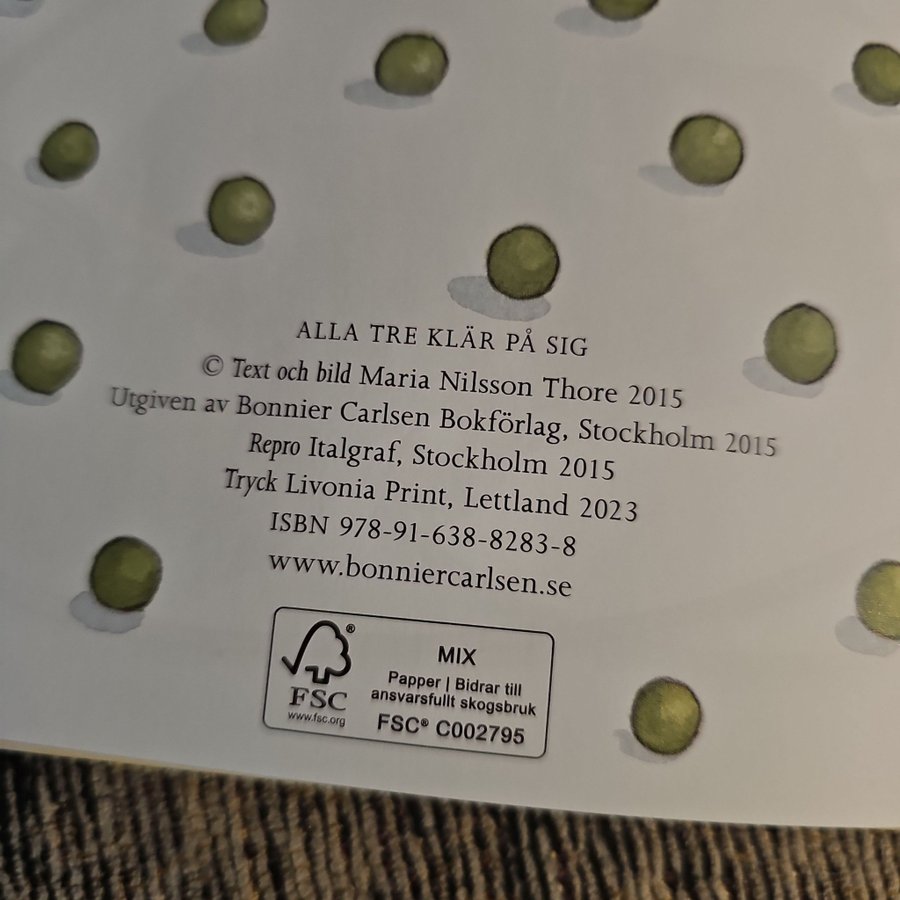 ALLA TRE KLÄR PÅ SIG
© Text och bild Maria Nilsson Thore 2015
Utgiven av Bonnier Carlsen Bokförlag, Stockholm 2015
Repro Italgraf, Stockholm 2015
Tryck Livonia Print, Lettland 2023
ISBN 978-91-638-8283-8
www.bonniercarlsen.se
®
FSC
www.fsc.org
MIX
Papper | Bidrar till
ansvarsfullt skogsbruk
FSC® C002795